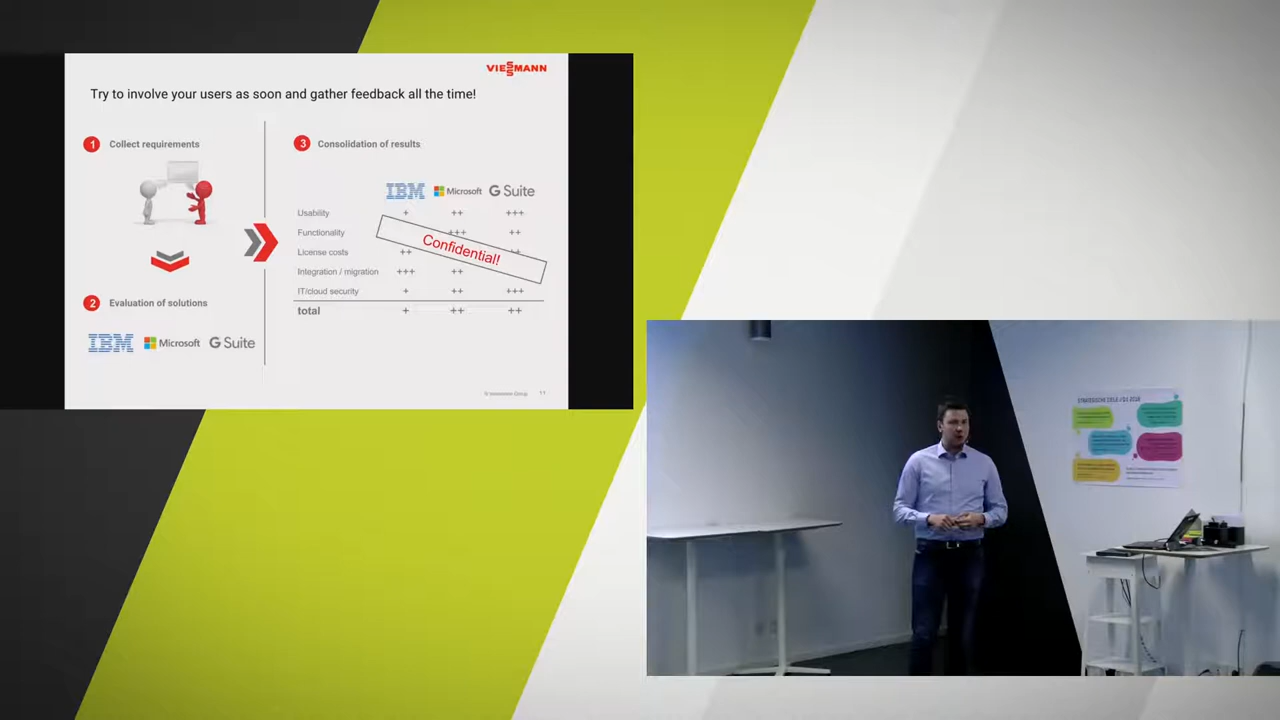 VIESMANN
Try to involve your users as soon and gather feedback all the time!
1 Collect requirements
2 Evaluation of solutions
IBM Microsoft G Suite
3 Consolidation of results
IBM Microsoft G Suite
Usability + ++ +++
Functionality +++ ++
License costs ++
Integration / migration +++ ++
IT/cloud security + ++ +++
total + ++ ++
Confidential!
11